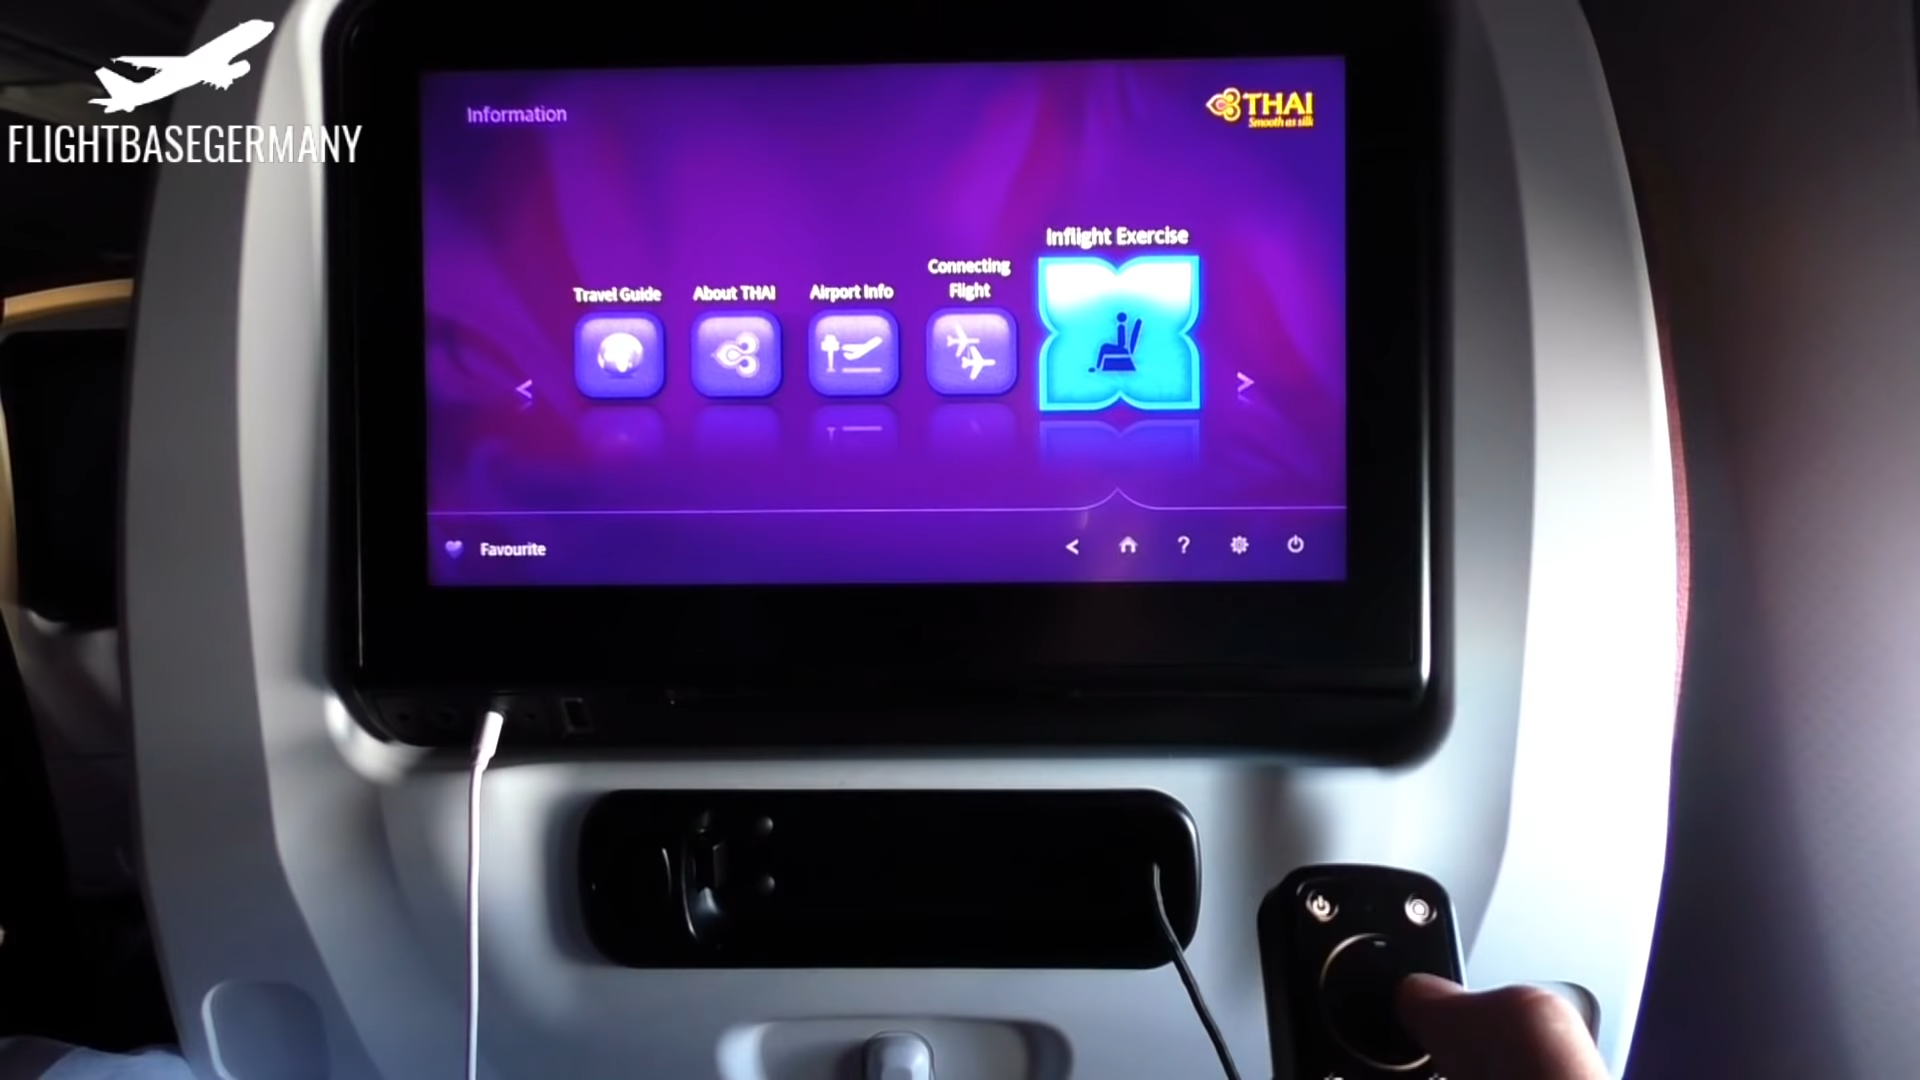 FLIGHTBASEGERMANY
Information
THAI
Smooth as silk
Inflight Exercise
Connecting
Flight
Travel Guide
About THAI
Airport Info
<
>
Favourite
< ?